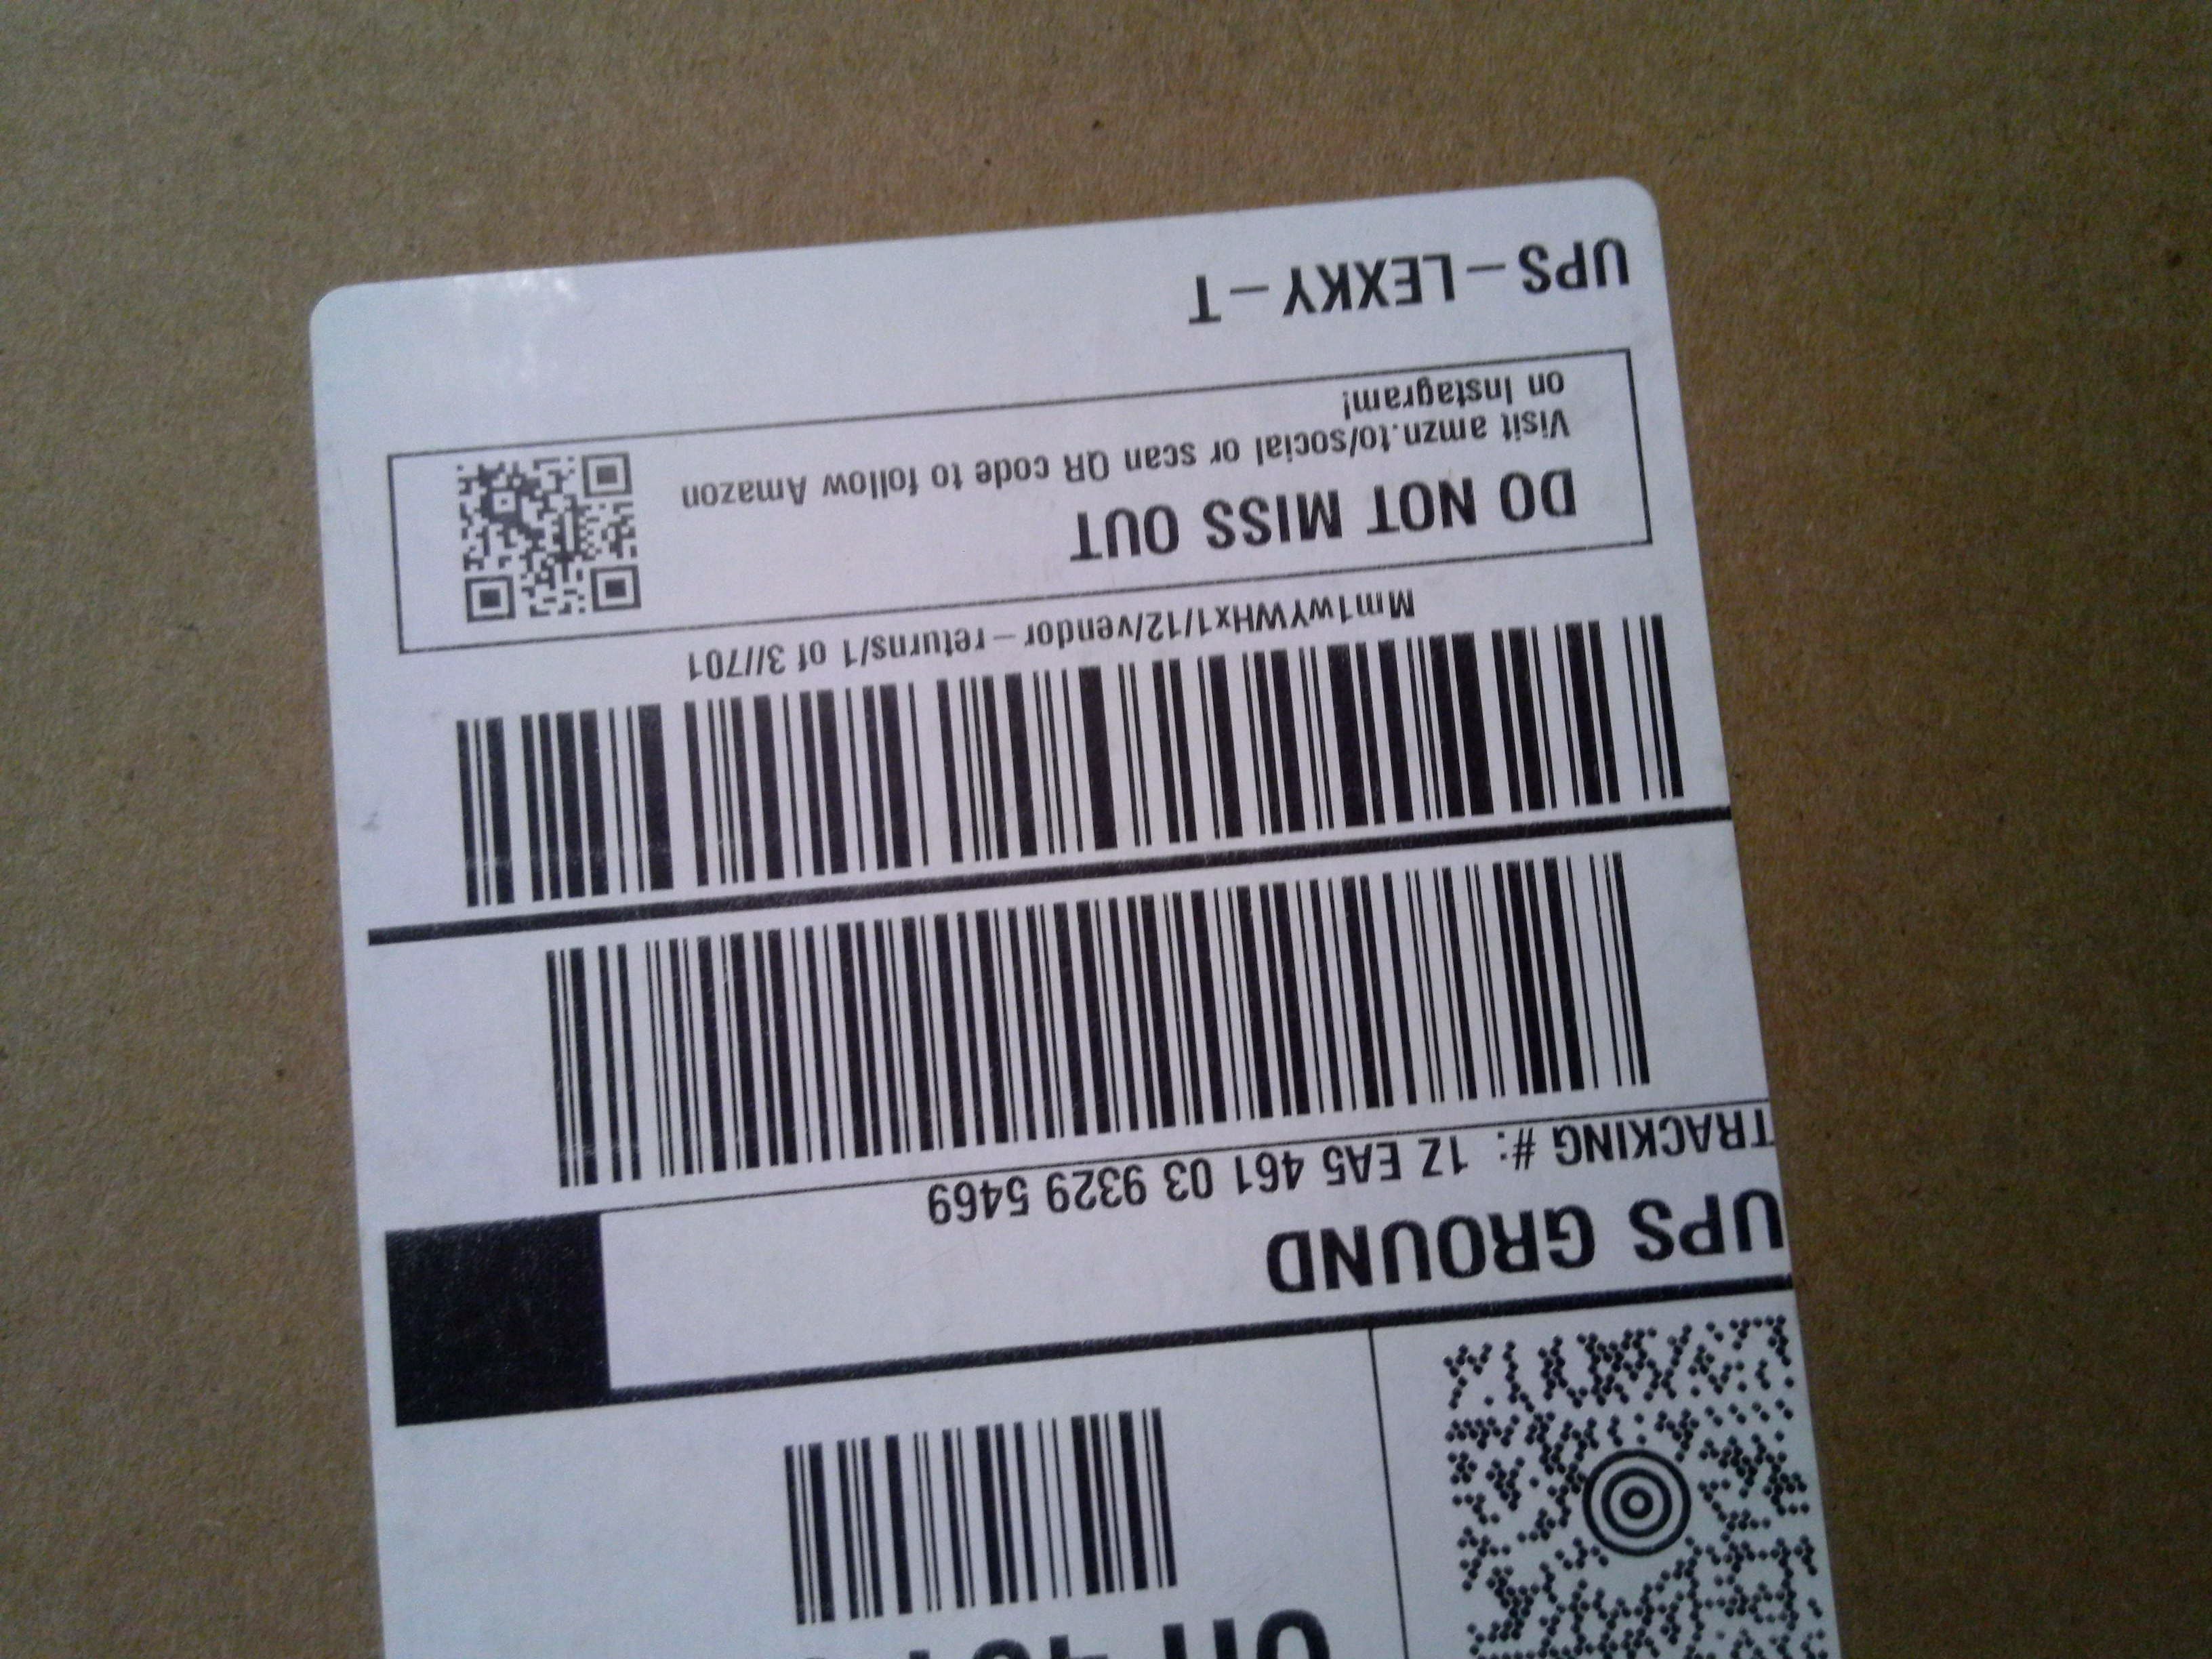 UPS GROUND
TRACKING #: 1Z EA5 461 03 9329 5469
Mm1wYWHx1/12/vendor-returns/1 of 3//701
DO NOT MISS OUT
Visit amzn.to/social or scan QR code to follow Amazon
on Instagram!
UPS-LEXKY-T